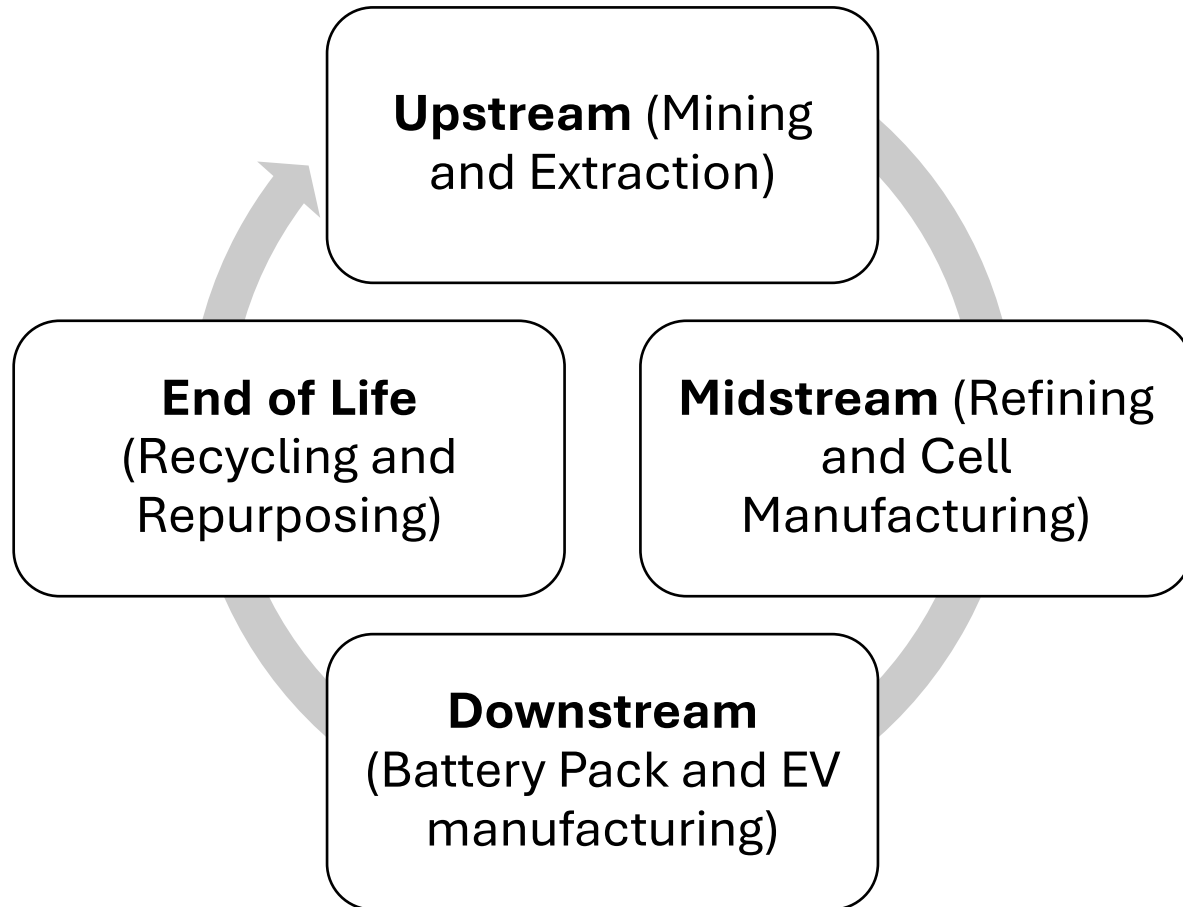 Upstream (Mining
and Extraction)
Midstream (Refining
and Cell
Manufacturing)
Downstream
(Battery Pack and EV
manufacturing)
End of Life
(Recycling and
Repurposing)